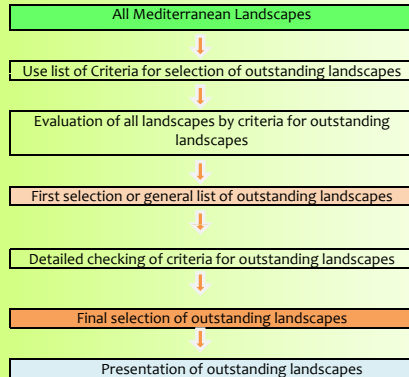 All Mediterranean Landscapes
Use list of Criteria for selection of outstanding landscapes
Evaluation of all landscapes by criteria for outstanding
landscapes
First selection or general list of outstanding landscapes
Detailed checking of criteria for outstanding landscapes
Final selection of outstanding landscapes
Presentation of outstanding landscapes